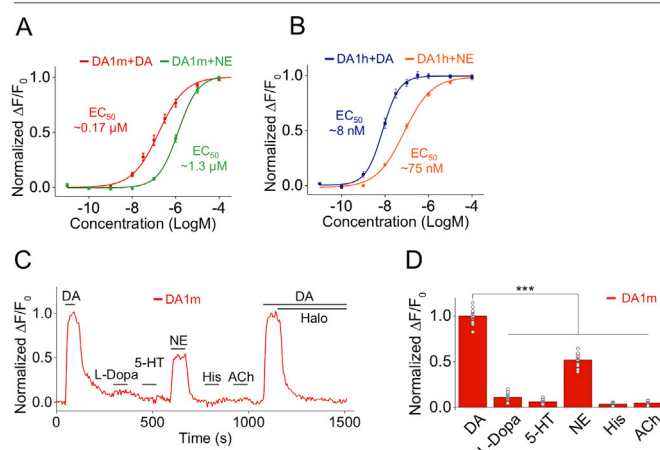 A
DA1m+DA
DA1m+NE
Normalized ΔF/F0
1.0
0.5
0.0
EC50
~0.17 µM
EC50
~1.3 µM
-10
-8
-6
-4
Concentration (LogM)
B
DA1h+DA
DA1h+NE
Normalized ΔF/F0
1.0
0.5
0.0
EC50
~8 nM
EC50
~75 nM
-10
-8
-6
-4
Concentration (LogM)
C
DA1m
Normalized ΔF/F0
1.0
0.5
0.0
DA
L-Dopa
5-HT
NE
His
ACh
DA
Halo
0
500
1000
1500
Time (s)
D
***
DA1m
Normalized ΔF/F0
1.0
0.5
0.0
DA
L-Dopa
5-HT
NE
His
ACh